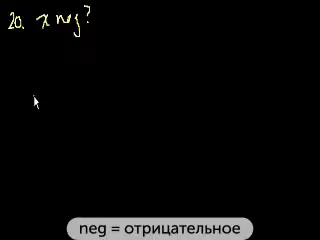 20. x neg?
neg = отрицательное